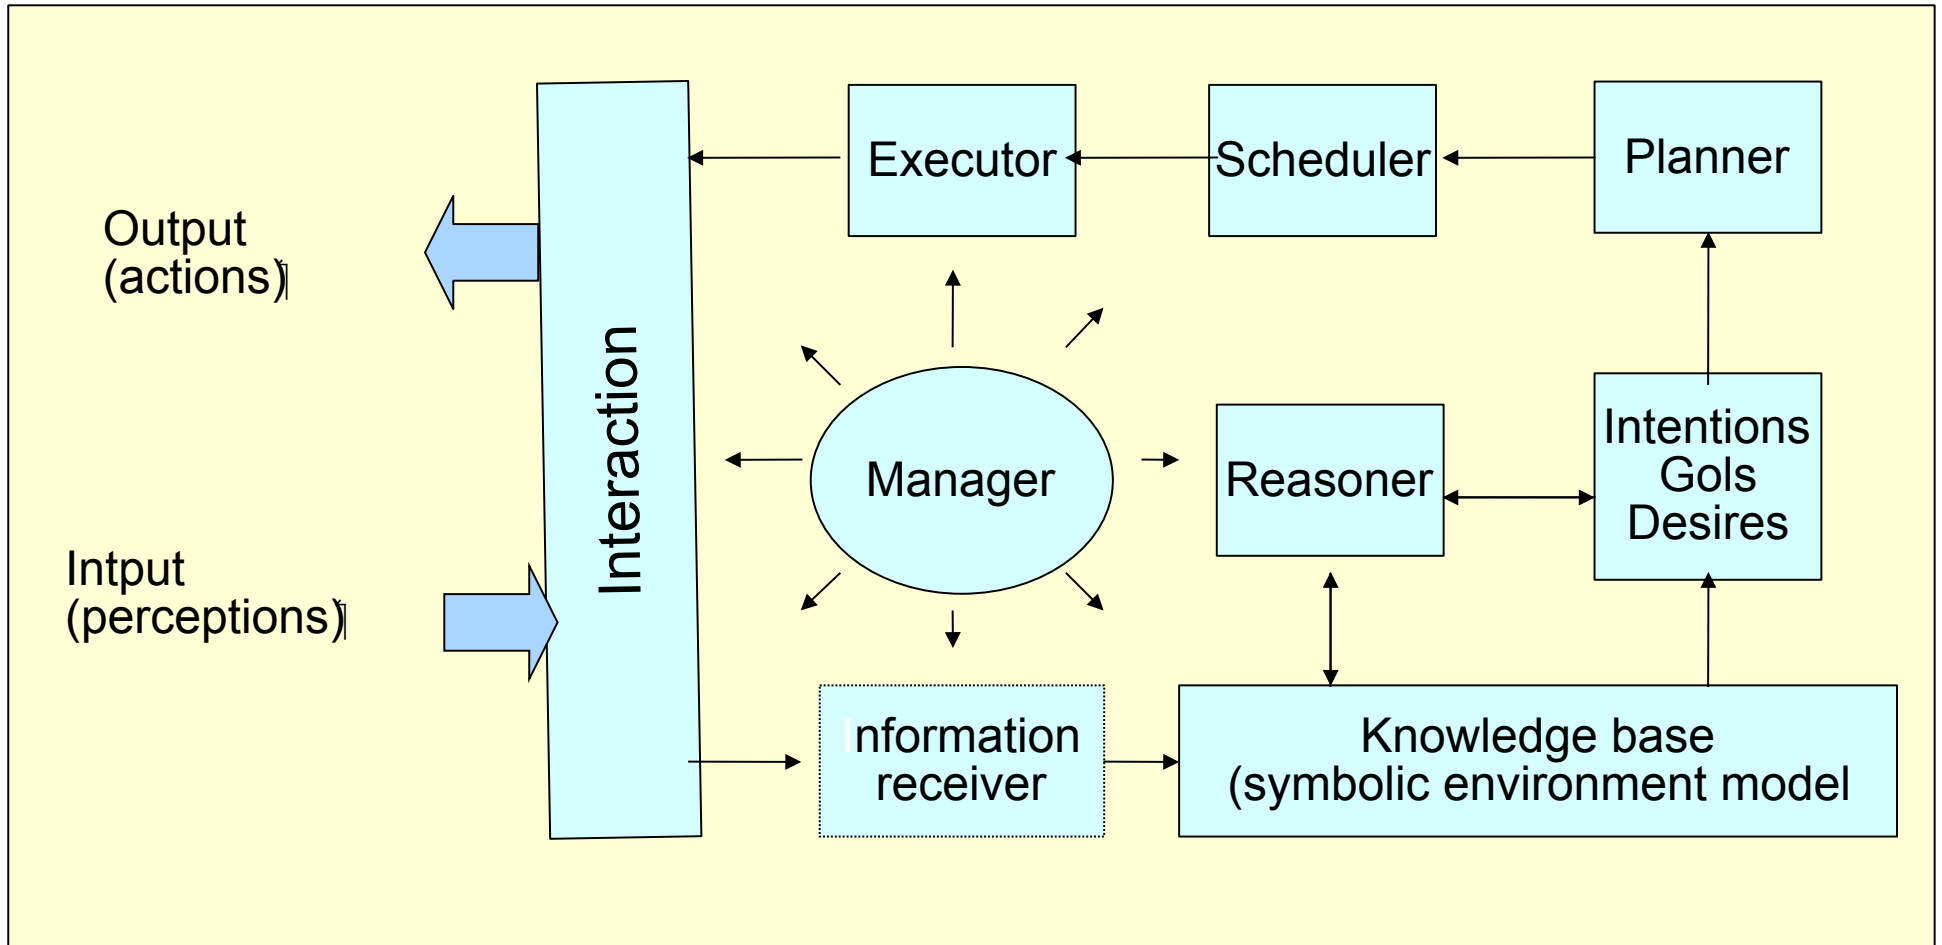 Executor
Scheduler
Planner
Output
(actions)
Interaction
Manager
Reasoner
Intentions
Gols
Desires
Intput
(perceptions)
Information
receiver
Knowledge base
(symbolic environment model